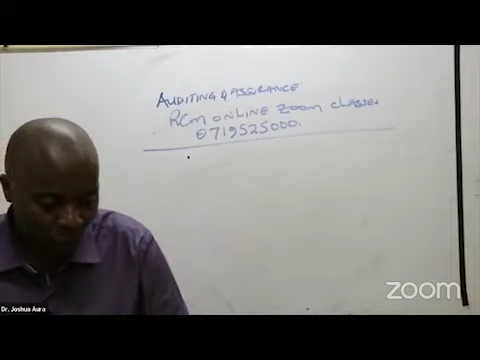 AUDITING & ASSURANCE
RCM ONLINE ZOOM CLASSES
0719525000.
zoom
Dr. Joshua Aura